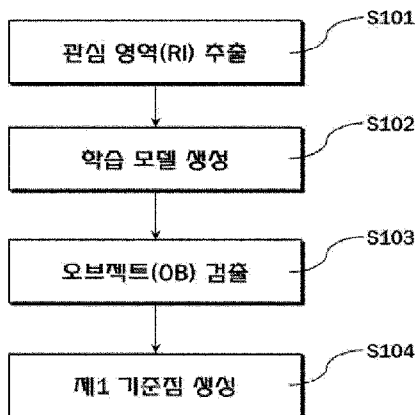 S101
관심 영역(RI) 추출
S102
학습 모델 생성
S103
오브젝트(OB) 검출
S104
제1 기준점 생성